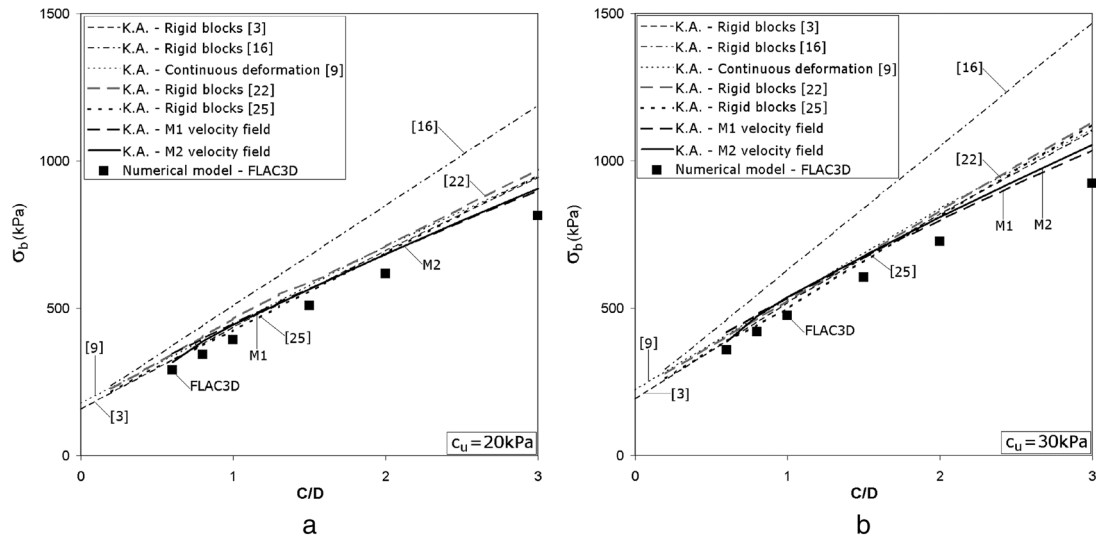 1500
K.A. - Rigid blocks [3]
K.A. - Rigid blocks [16]
K.A. - Continuous deformation [9]
K.A. - Rigid blocks [22]
K.A. - Rigid blocks [25]
K.A. - M1 velocity field
K.A. - M2 velocity field
Numerical model - FLAC3D
[16]
1000
[22]
σb (kPa)
M2
500
[25]
M1
[9]
FLAC3D
[3]
cu = 20kPa
0
0 1 2 3
C/D
a
1500
K.A. - Rigid blocks [3]
K.A. - Rigid blocks [16]
K.A. - Continuous deformation [9]
K.A. - Rigid blocks [22]
K.A. - Rigid blocks [25]
K.A. - M1 velocity field
K.A. - M2 velocity field
Numerical model - FLAC3D
[16]
1000
[22]
σb (kPa)
M1 M2
[25]
500
FLAC3D
[9]
[3]
cu = 30kPa
0
0 1 2 3
C/D
b